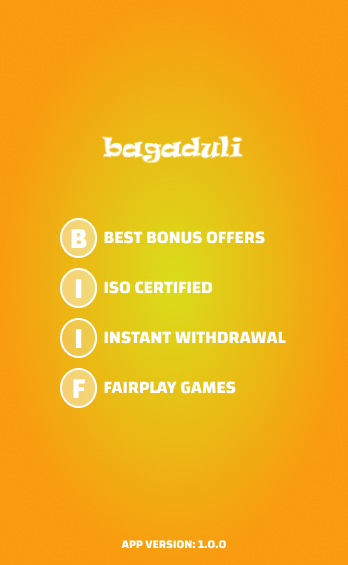 bagaduli
B BEST BONUS OFFERS
I ISO CERTIFIED
I INSTANT WITHDRAWAL
F FAIRPLAY GAMES
APP VERSION: 1.0.0